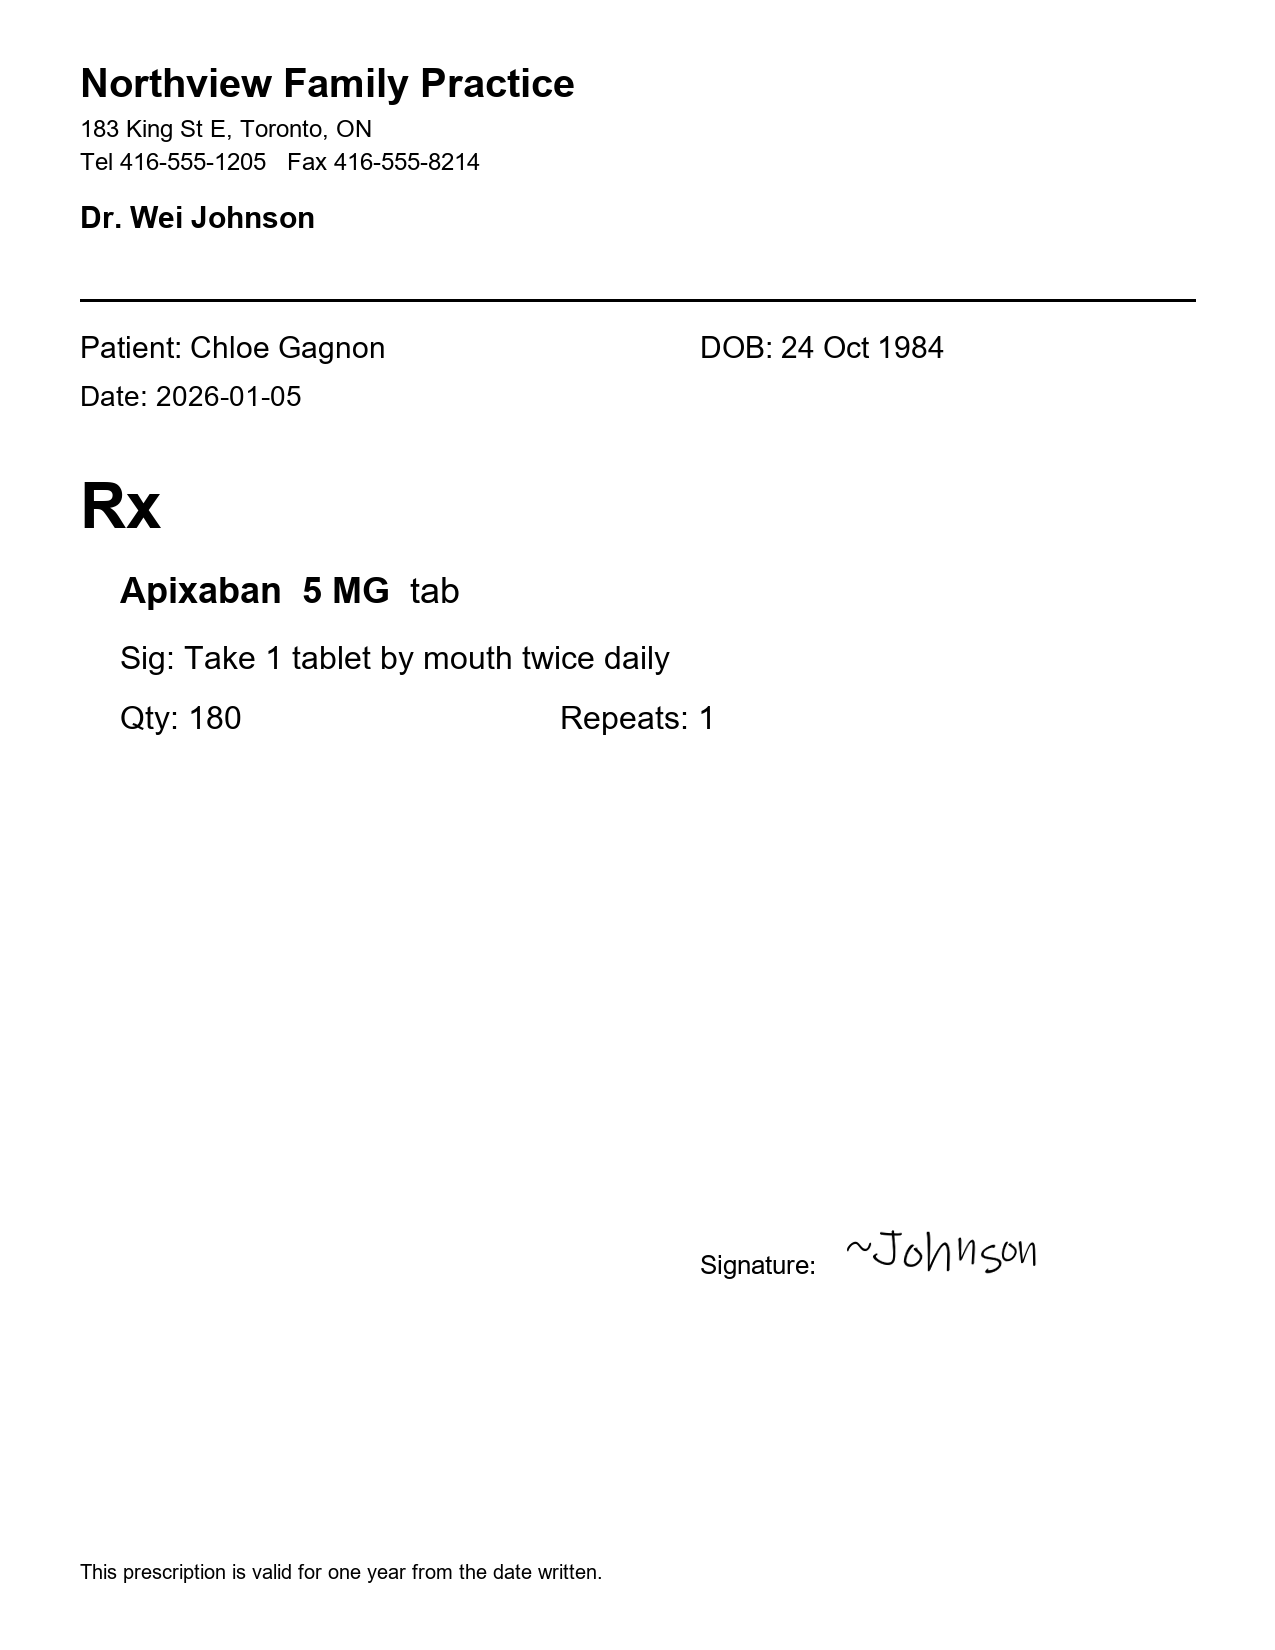 Northview Family Practice
183 King St E, Toronto, ON
Tel 416-555-1205 Fax 416-555-8214
Dr. Wei Johnson
Patient: Chloe Gagnon DOB: 24 Oct 1984
Date: 2026-01-05
Rx
Apixaban 5 MG tab
Sig: Take 1 tablet by mouth twice daily
Qty: 180 Repeats: 1
Signature: ~Johnson
This prescription is valid for one year from the date written.